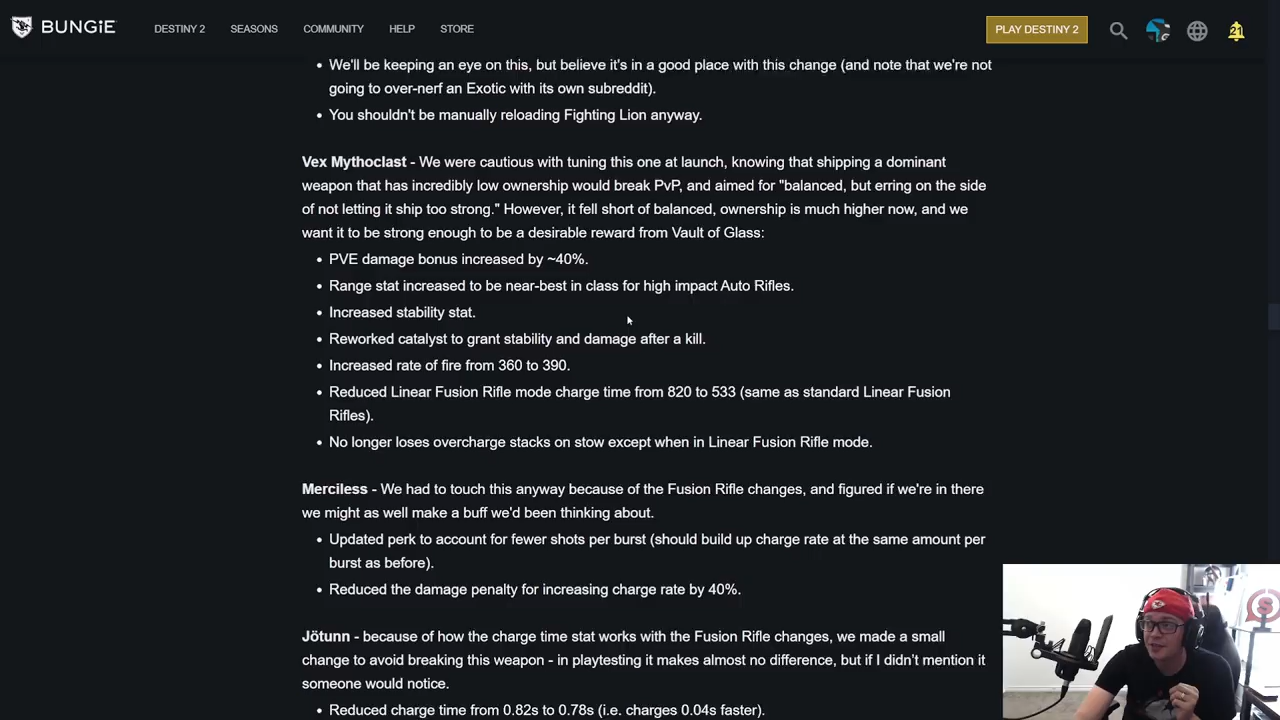 BUNGiE DESTINY 2 SEASONS COMMUNITY HELP STORE PLAY DESTINY 2 21
• We'll be keeping an eye on this, but believe it's in a good place with this change (and note that we're not
going to over-nerf an Exotic with its own subreddit).
• You shouldn't be manually reloading Fighting Lion anyway.
Vex Mythoclast - We were cautious with tuning this one at launch, knowing that shipping a dominant
weapon that has incredibly low ownership would break PvP, and aimed for "balanced, but erring on the side
of not letting it ship too strong." However, it fell short of balanced, ownership is much higher now, and we
want it to be strong enough to be a desirable reward from Vault of Glass:
• PVE damage bonus increased by ~40%.
• Range stat increased to be near-best in class for high impact Auto Rifles.
• Increased stability stat.
• Reworked catalyst to grant stability and damage after a kill.
• Increased rate of fire from 360 to 390.
• Reduced Linear Fusion Rifle mode charge time from 820 to 533 (same as standard Linear Fusion
Rifles).
• No longer loses overcharge stacks on stow except when in Linear Fusion Rifle mode.
Merciless - We had to touch this anyway because of the Fusion Rifle changes, and figured if we're in there
we might as well make a buff we'd been thinking about.
• Updated perk to account for fewer shots per burst (should build up charge rate at the same amount per
burst as before).
• Reduced the damage penalty for increasing charge rate by 40%.
Jötunn - because of how the charge time stat works with the Fusion Rifle changes, we made a small
change to avoid breaking this weapon - in playtesting it makes almost no difference, but if I didn't mention it
someone would notice.
• Reduced charge time from 0.82s to 0.78s (i.e. charges 0.04s faster).